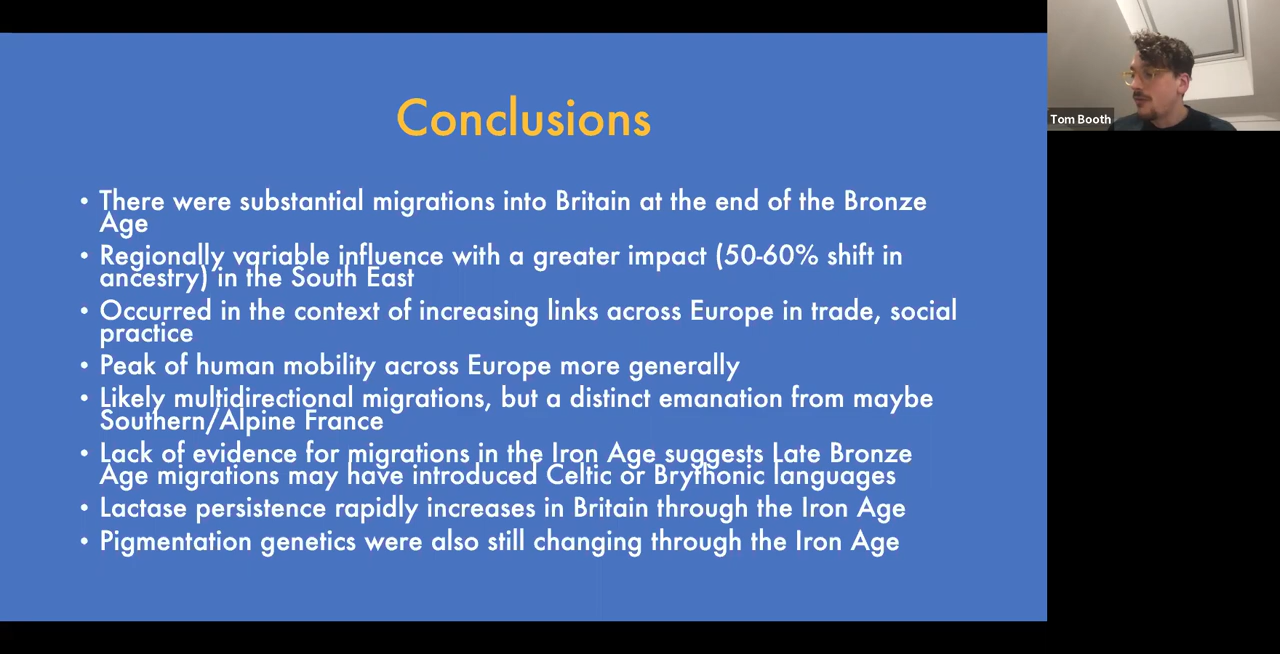 Conclusions
• There were substantial migrations into Britain at the end of the Bronze
Age
• Regionally variable influence with a greater impact (50-60% shift in
ancestry) in the South East
• Occurred in the context of increasing links across Europe in trade, social
practice
• Peak of human mobility across Europe more generally
• Likely multidirectional migrations, but a distinct emanation from maybe
Southern/Alpine France
• Lack of evidence for migrations in the Iron Age suggests Late Bronze
Age migrations may have introduced Celtic or Brythonic languages
• Lactase persistence rapidly increases in Britain through the Iron Age
• Pigmentation genetics were also still changing through the Iron Age
Tom Booth